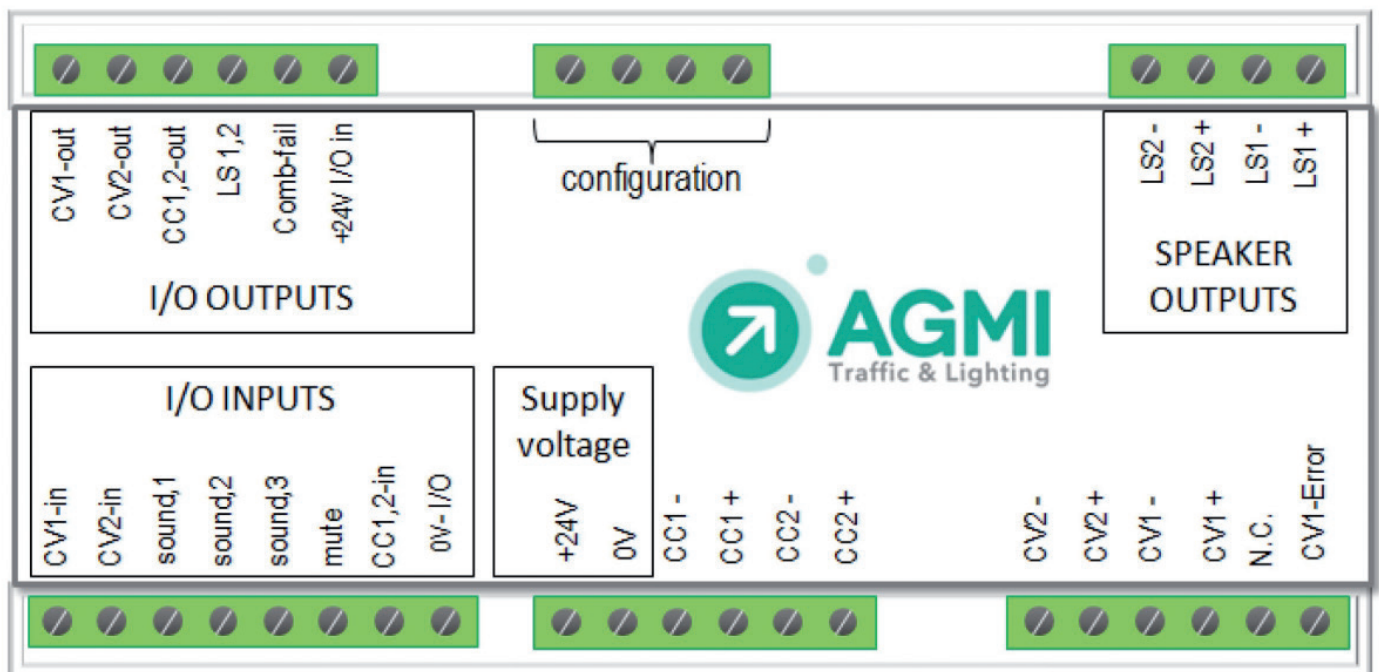 CV1-out
CV2-out
CC1,2-out
LS 1,2
Comb-fail
+24V I/O in
I/O OUTPUTS
configuration
LS2 -
LS2 +
LS1 -
LS1 +
SPEAKER
OUTPUTS
AGMI
Traffic & Lighting
I/O INPUTS
CV1-in
CV2-in
sound,1
sound,2
sound,3
mute
CC1,2-in
0V- I/O
Supply
voltage
+24V
0V
CC1 -
CC1 +
CC2 -
CC2 +
CV2 -
CV2 +
CV1 -
CV1 +
N.C.
CV1-Error